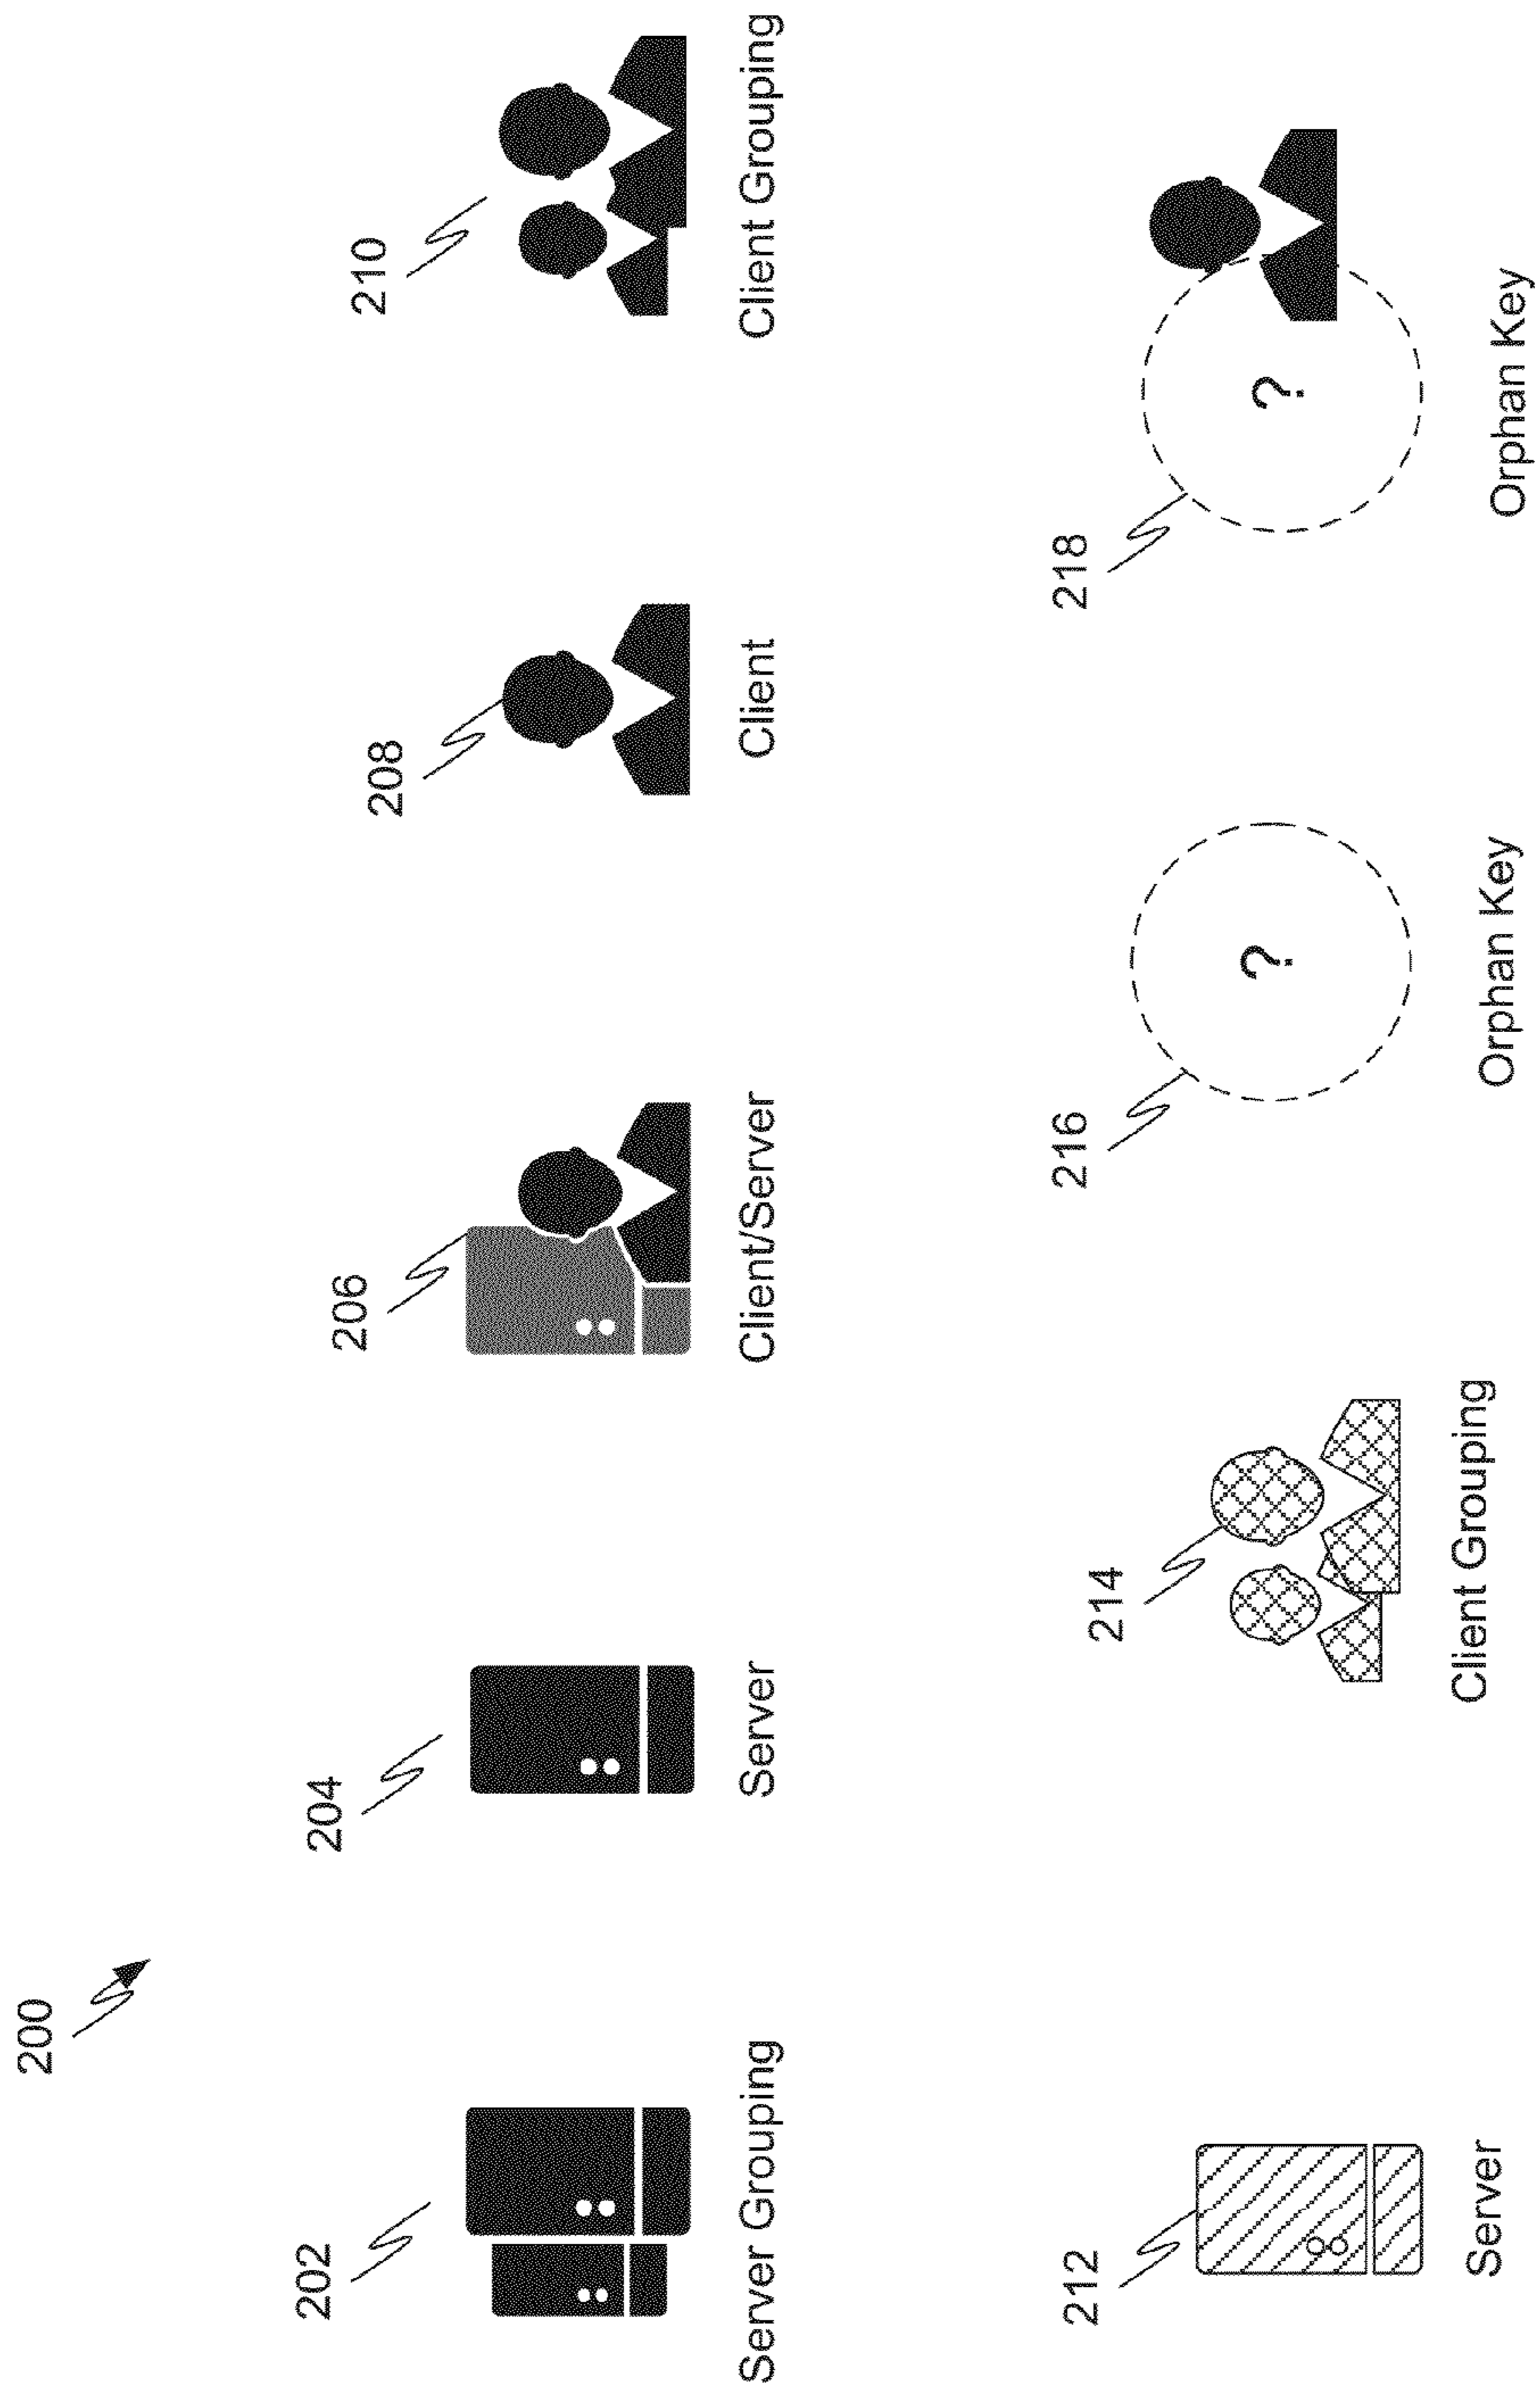 200
202
Server Grouping
204
Server
206
Client/Server
208
Client
210
Client Grouping
212
Server
214
Client Grouping
216
?
Orphan Key
218
?
Orphan Key